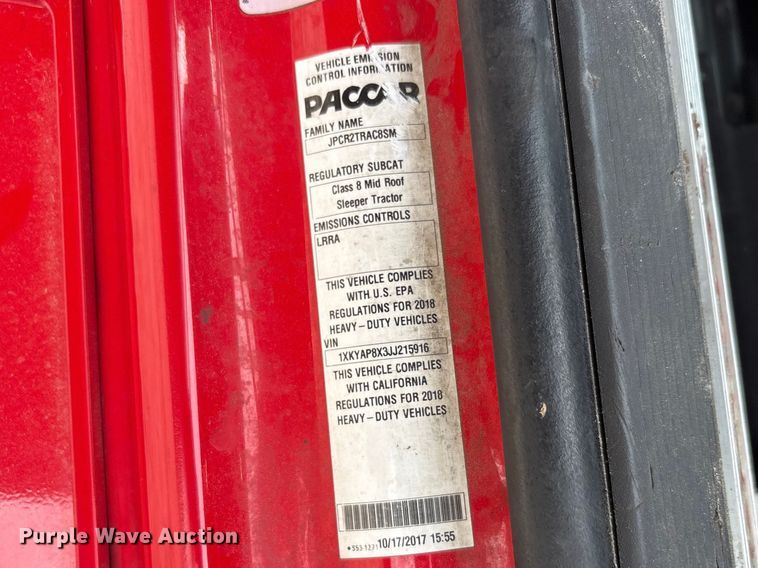 VEHICLE EMISSION
CONTROL INFORMATION
PACCAR
FAMILY NAME
JPCR2TRAC8SM
REGULATORY SUBCAT
Class 8 Mid Roof
Sleeper Tractor
EMISSIONS CONTROLS
LRRA
THIS VEHICLE COMPLIES
WITH U.S. EPA
REGULATIONS FOR 2018
HEAVY-DUTY VEHICLES
VIN
1XKYAP8X3JJ215916
THIS VEHICLE COMPLIES
WITH CALIFORNIA
REGULATIONS FOR 2018
HEAVY-DUTY VEHICLES
10/17/2017 15:55
Purple Wave Auction